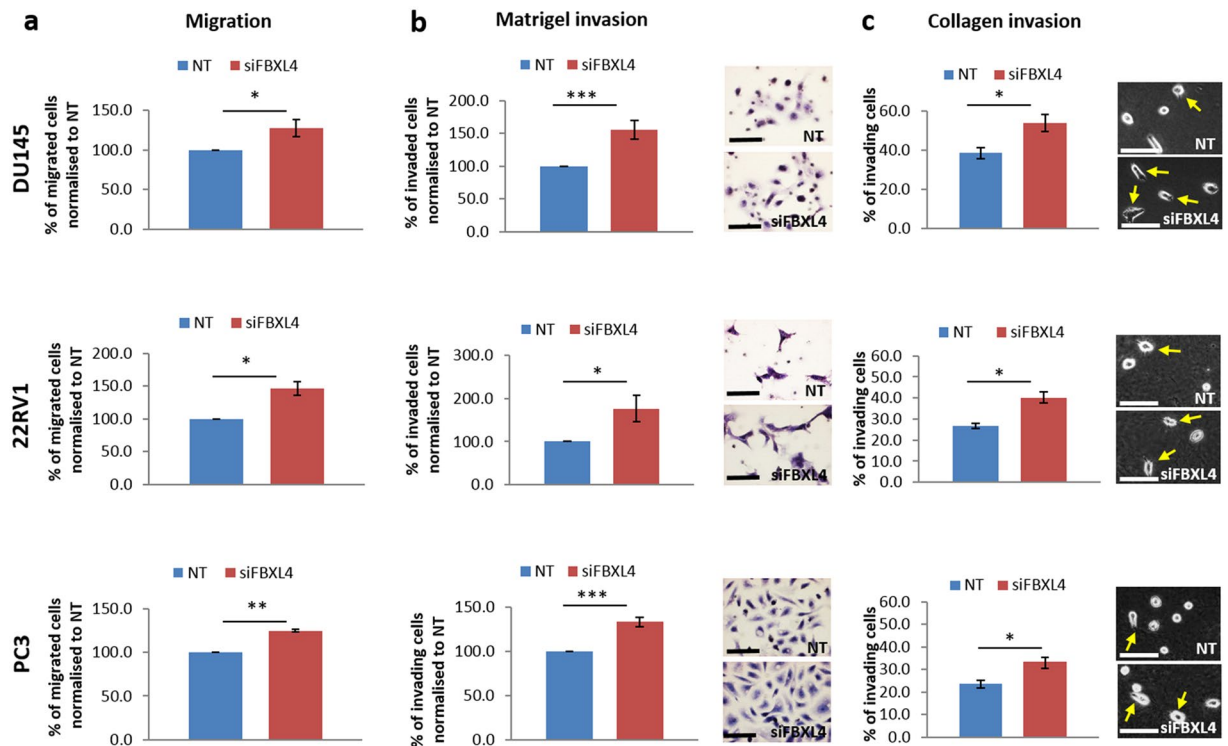 a Migration
b Matrigel invasion
c Collagen invasion
DU145
NT siFBXL4
% of migrated cells
normalised to NT
150.0
100.0
50.0
0.0
*
NT siFBXL4
% of invaded cells
normalised to NT
200.0
150.0
100.0
50.0
0.0
***
NT
siFBXL4
NT siFBXL4
% of invading cells
60.0
40.0
20.0
0.0
*
NT
siFBXL4
22RV1
NT siFBXL4
% of migrated cells
normalised to NT
200.0
150.0
100.0
50.0
0.0
*
NT siFBXL4
% of invaded cells
normalised to NT
300.0
200.0
100.0
0.0
*
NT
siFBXL4
NT siFBXL4
% of invading cells
60.0
50.0
40.0
30.0
20.0
10.0
0.0
*
NT
siFBXL4
PC3
NT siFBXL4
% of migrated cells
normalised to NT
150.0
100.0
50.0
0.0
**
NT siFBXL4
% of invading cells
normalised to NT
150.0
100.0
50.0
0.0
***
NT
siFBXL4
NT siFBXL4
% of invading cells
60.0
50.0
40.0
30.0
20.0
10.0
0.0
*
NT
siFBXL4